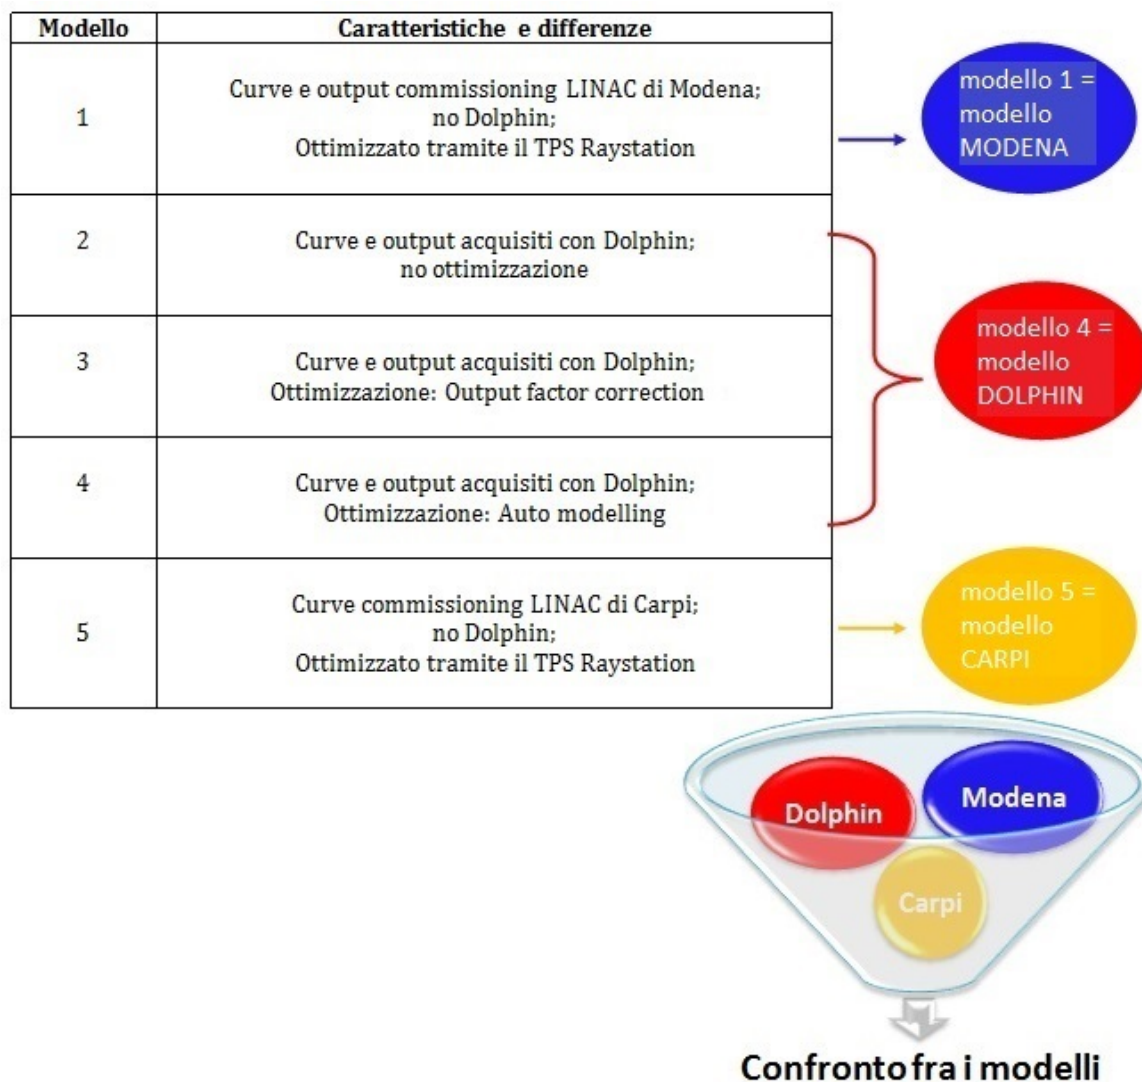 Modello
Caratteristiche e differenze
1
Curve e output commissioning LINAC di Modena;
no Dolphin;
Ottimizzato tramite il TPS Raystation
modello 1 =
modello
MODENA
2
Curve e output acquisiti con Dolphin;
no ottimizzazione
3
Curve e output acquisiti con Dolphin;
Ottimizzazione: Output factor correction
4
Curve e output acquisiti con Dolphin;
Ottimizzazione: Auto modelling
modello 4 =
modello
DOLPHIN
5
Curve commissioning LINAC di Carpi;
no Dolphin;
Ottimizzato tramite il TPS Raystation
modello 5 =
modello
CARPI
Dolphin
Modena
Carpi
Confronto fra i modelli